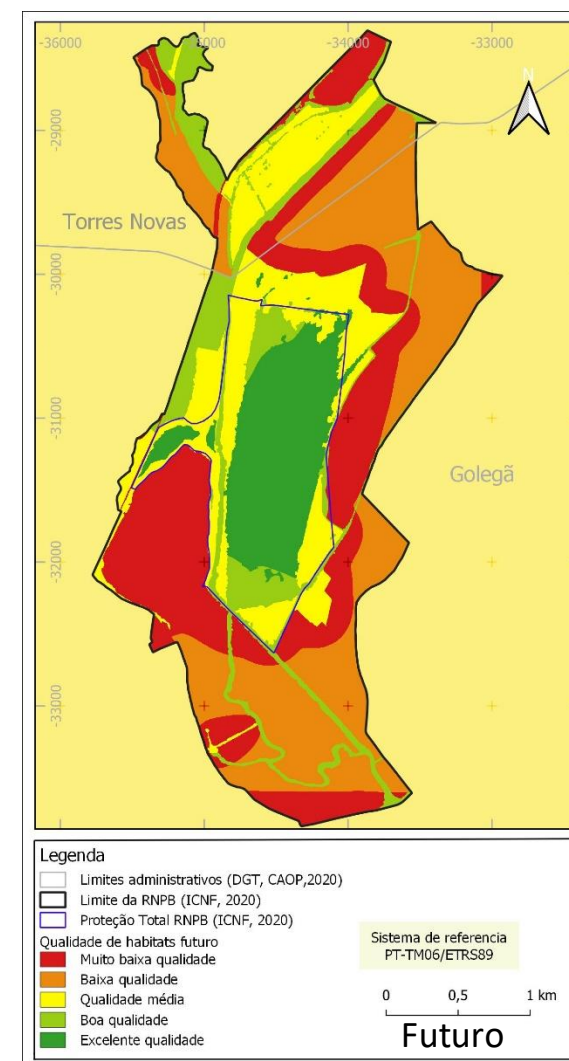 -36000 -35000 -34000 -33000
N
-29000
Torres Novas
-30000
-31000
Golegã
-32000
-33000
Legenda
Limites administrativos (DGT, CAOP,2020)
Limite da RNPB (ICNF, 2020)
Proteção Total RNPB (ICNF, 2020)
Qualidade de habitats futuro
Muito baixa qualidade
Baixa qualidade
Qualidade média
Boa qualidade
Excelente qualidade
Sistema de referencia
PT-TM06/ETRS89
0 0,5 1 km
Futuro